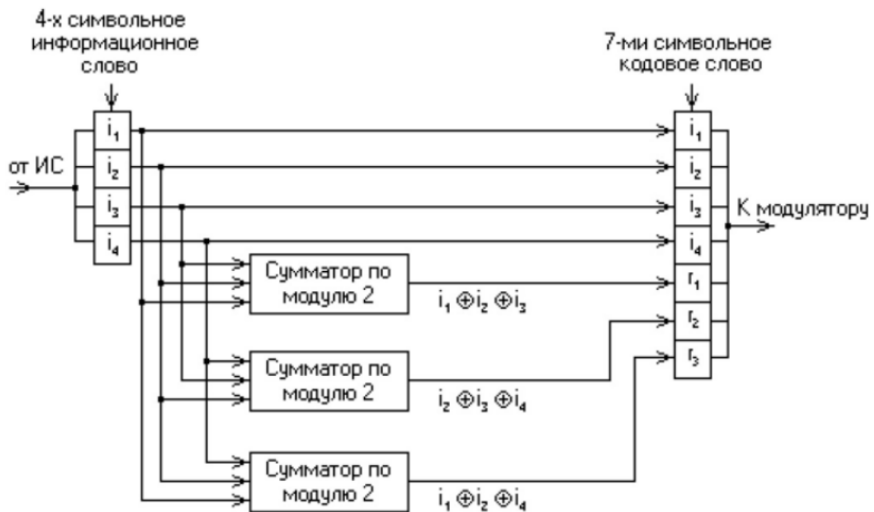 4-х символьное
информационное
слово
7-ми символьное
кодовое слово
от ИС
i₁
i₂
i₃
i₄
i₁
i₂
i₃
i₄
r₁
r₂
r₃
К модулятору
Сумматор по
модулю 2
i₁ ⊕i₂ ⊕i₃
Сумматор по
модулю 2
i₂ ⊕i₃ ⊕i₄
Сумматор по
модулю 2
i₁ ⊕i₂ ⊕i₄